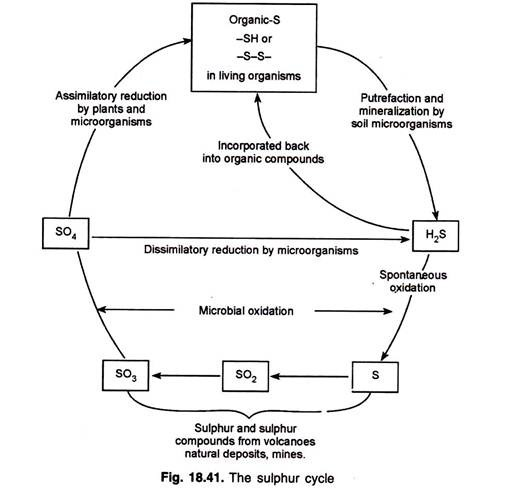 Organic-S
–SH or
–S–S–
in living organisms
Assimilatory reduction
by plants and
microorganisms
Putrefaction and
mineralization by
soil microorganisms
Incorporated back
into organic compounds
SO₄
H₂S
Dissimilatory reduction by microorganisms
Spontaneous
oxidation
Microbial oxidation
SO₃
SO₂
S
Sulphur and sulphur
compounds from volcanoes
natural deposits, mines.
Fig. 18.41. The sulphur cycle